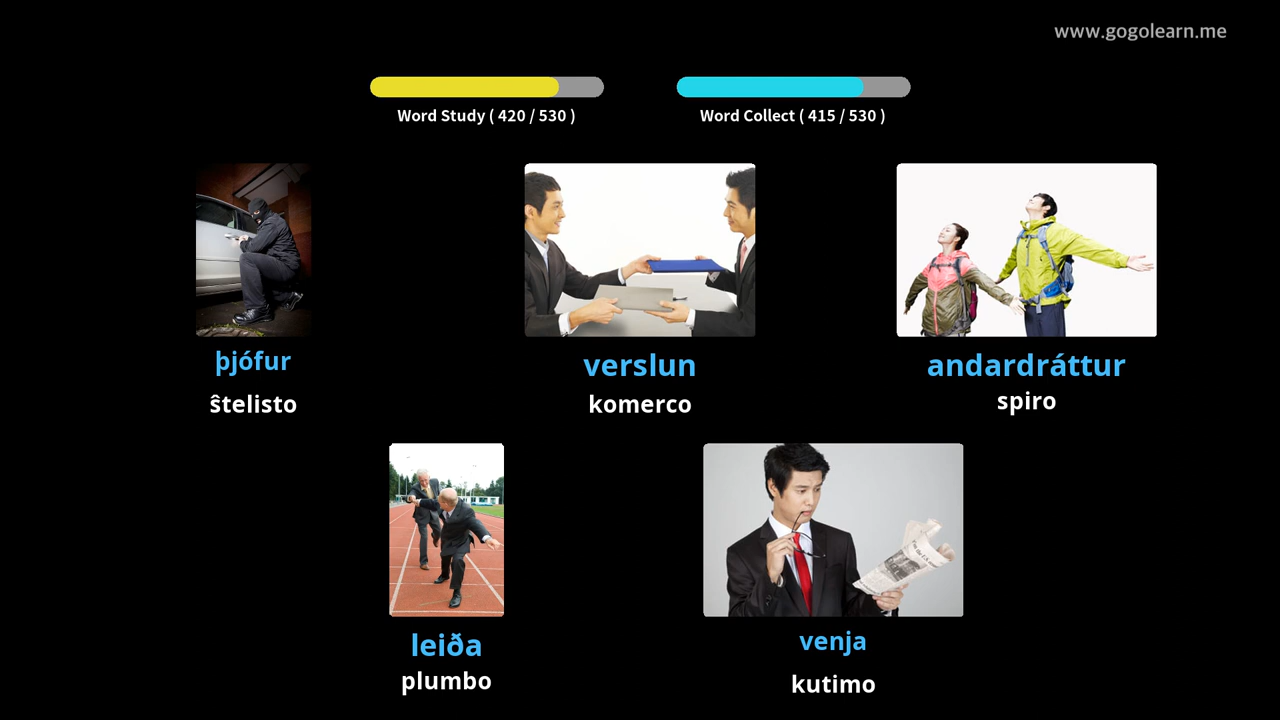 www.gogolearn.me
Word Study ( 420 / 530 )
Word Collect ( 415 / 530 )
þjófur
verslun
andardráttur
ŝtelisto
komerco
spiro
leiða
venja
plumbo
kutimo